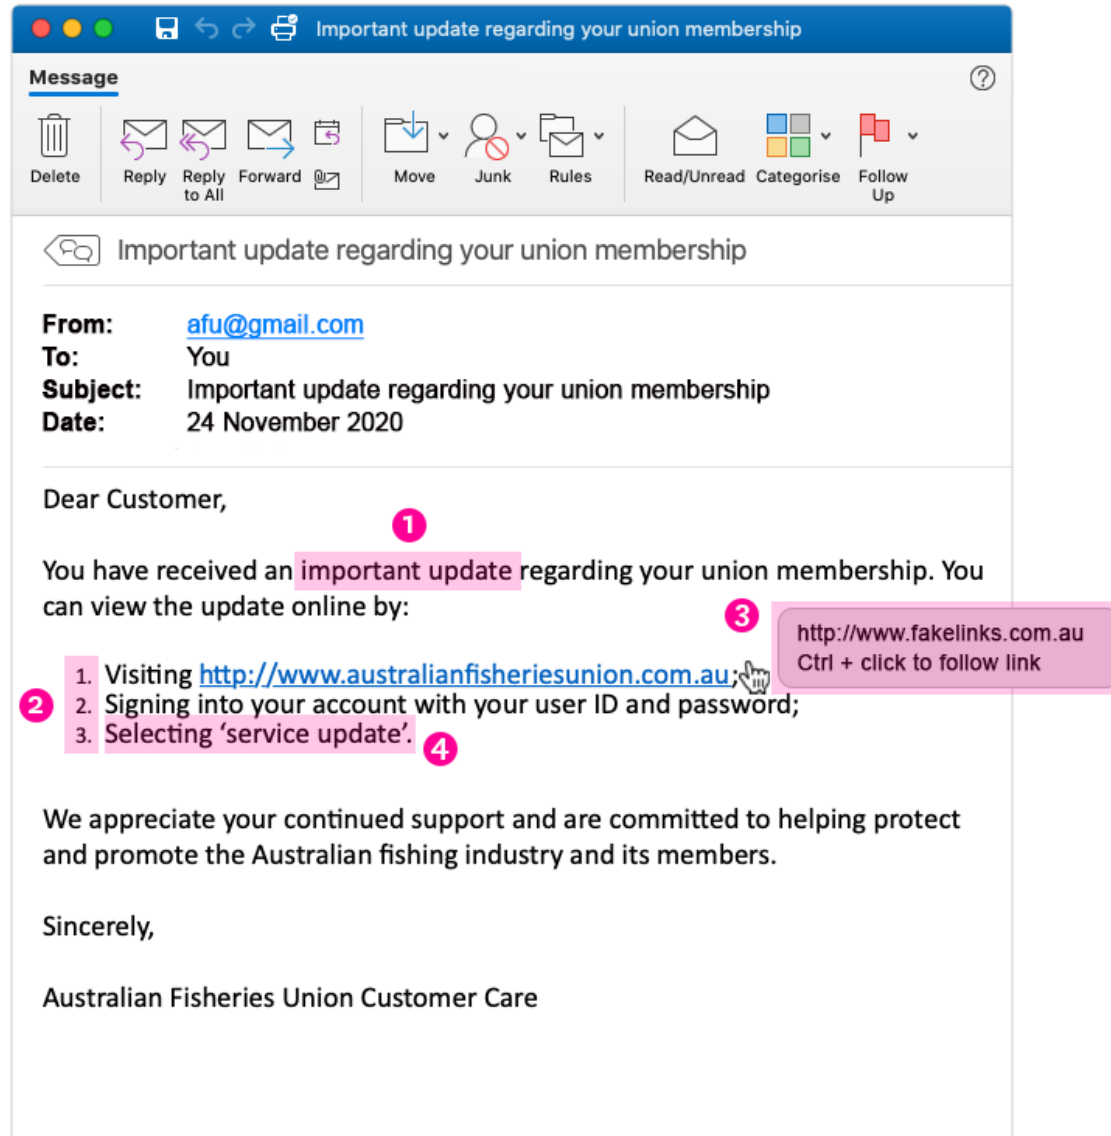 Important update regarding your union membership
Message
Delete
Reply
Reply to All
Forward
Move
Junk
Rules
Read/Unread
Categorise
Follow Up
Important update regarding your union membership
From: afu@gmail.com
To: You
Subject: Important update regarding your union membership
Date: 24 November 2020
Dear Customer,
1
You have received an important update regarding your union membership. You
can view the update online by:
3
http://www.fakelinks.com.au
Ctrl + click to follow link
1. Visiting http://www.australianfisheriesunion.com.au;
2
2. Signing into your account with your user ID and password;
3. Selecting ‘service update’.
4
We appreciate your continued support and are committed to helping protect
and promote the Australian fishing industry and its members.
Sincerely,
Australian Fisheries Union Customer Care